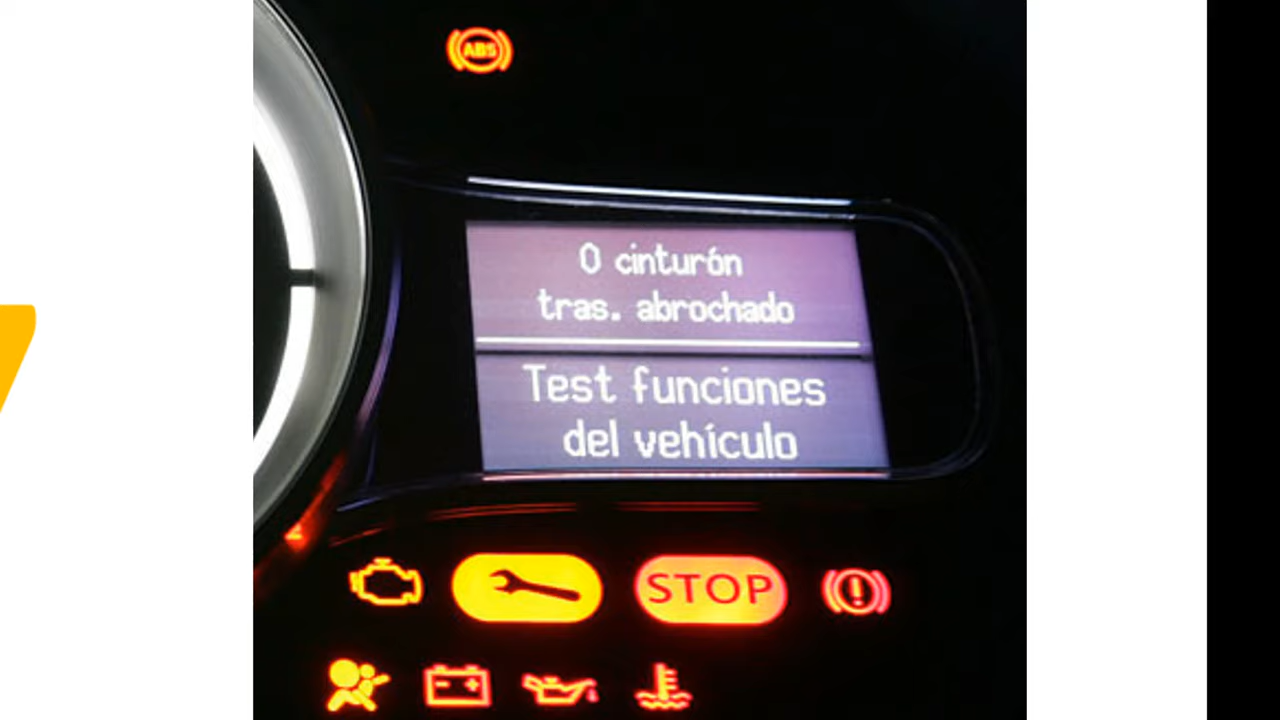 ABS
0 cinturón
tras. abrochado
Test funciones
del vehículo
STOP